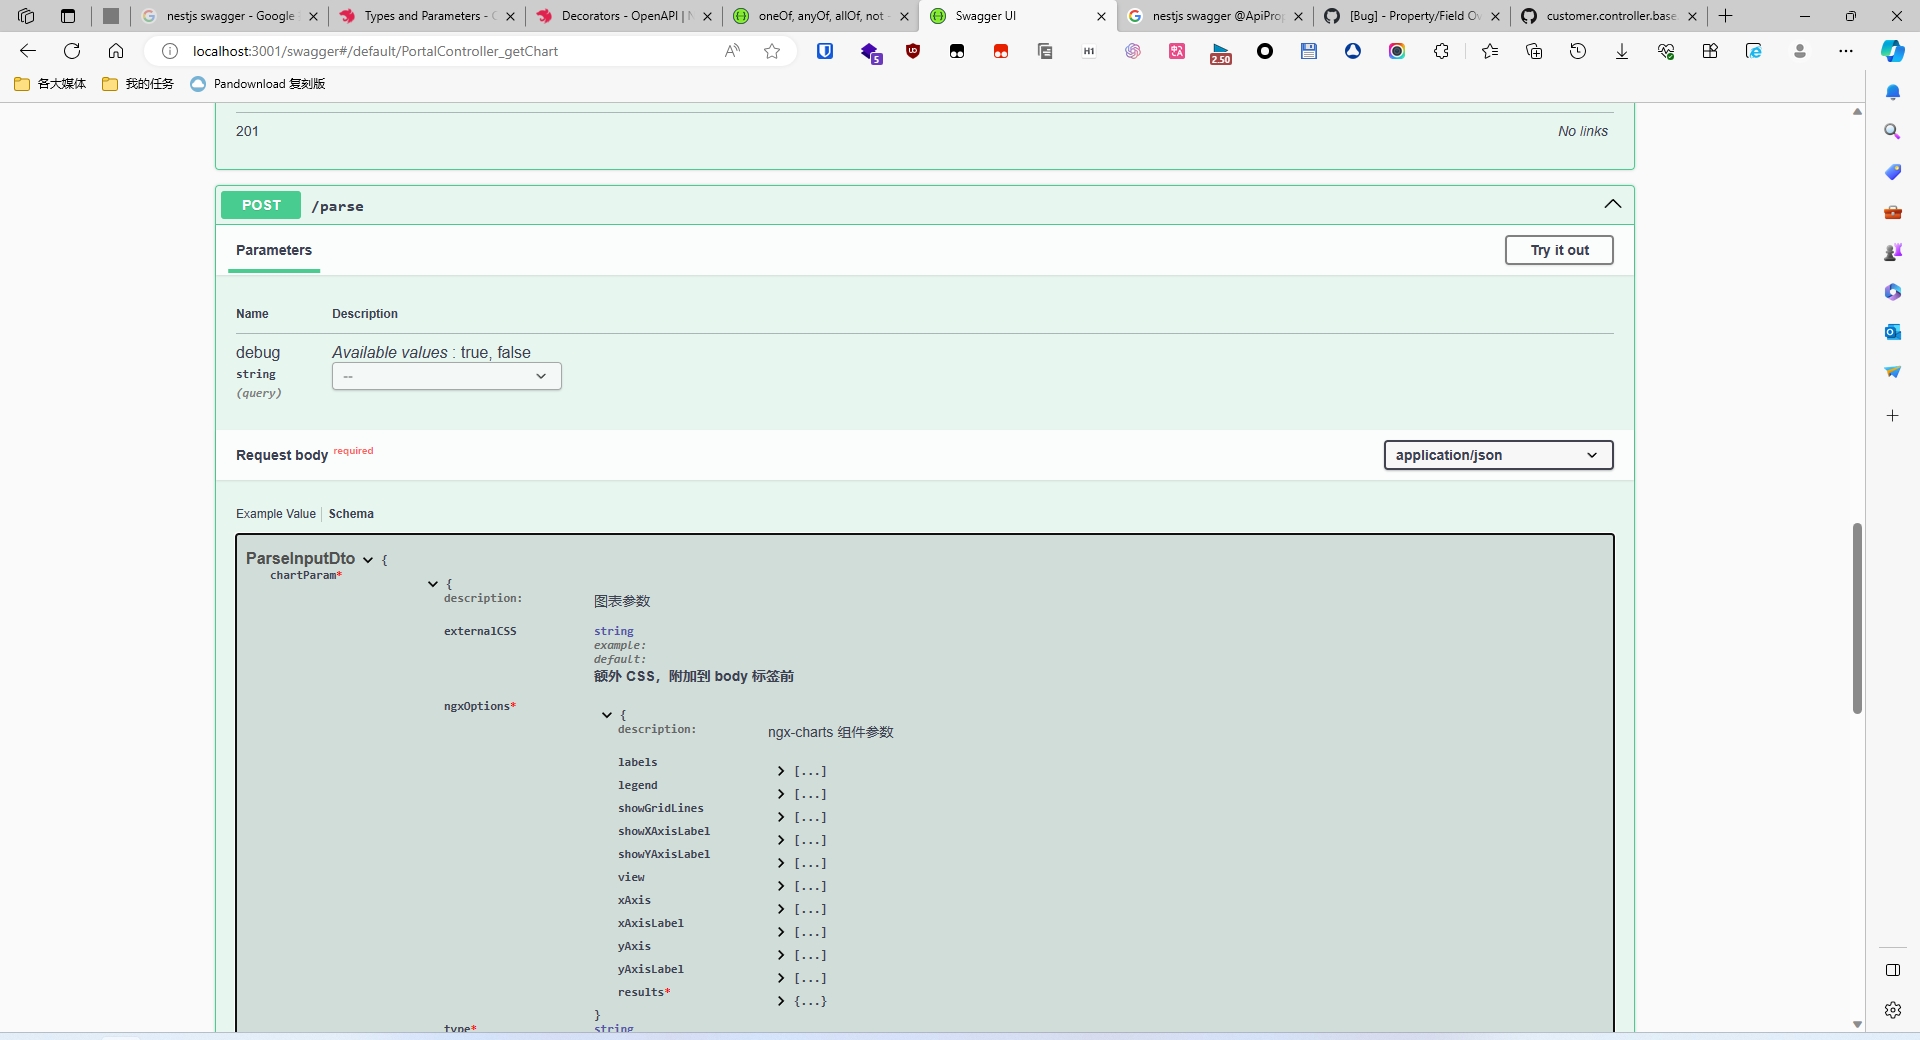 nestjs swagger - Google
Types and Parameters -
Decorators - OpenAPI |
oneOf, anyOf, allOf, not
Swagger UI
nestjs swagger @ApiPro
[Bug] - Property/Field
customer.controller.base
localhost:3001/swagger#/default/PortalController_getChart
5
H1
2.50
各大媒体
我的任务
Pandownload 复刻版
201
No links
POST
/parse
Parameters
Try it out
Name
Description
debug
Available values : true, false
string
--
(query)
Request body required
application/json
Example Value
Schema
ParseInputDto {
chartParam*
{
description:
图表参数
externalCSS
string
example:
default:
额外 CSS，附加到 body 标签前
ngxOptions*
{
description:
ngx-charts 组件参数
labels
[...]
legend
[...]
showGridLines
[...]
showXAxisLabel
[...]
showYAxisLabel
[...]
view
[...]
xAxis
[...]
xAxisLabel
[...]
yAxis
[...]
yAxisLabel
[...]
results*
{...}
}
type*
string